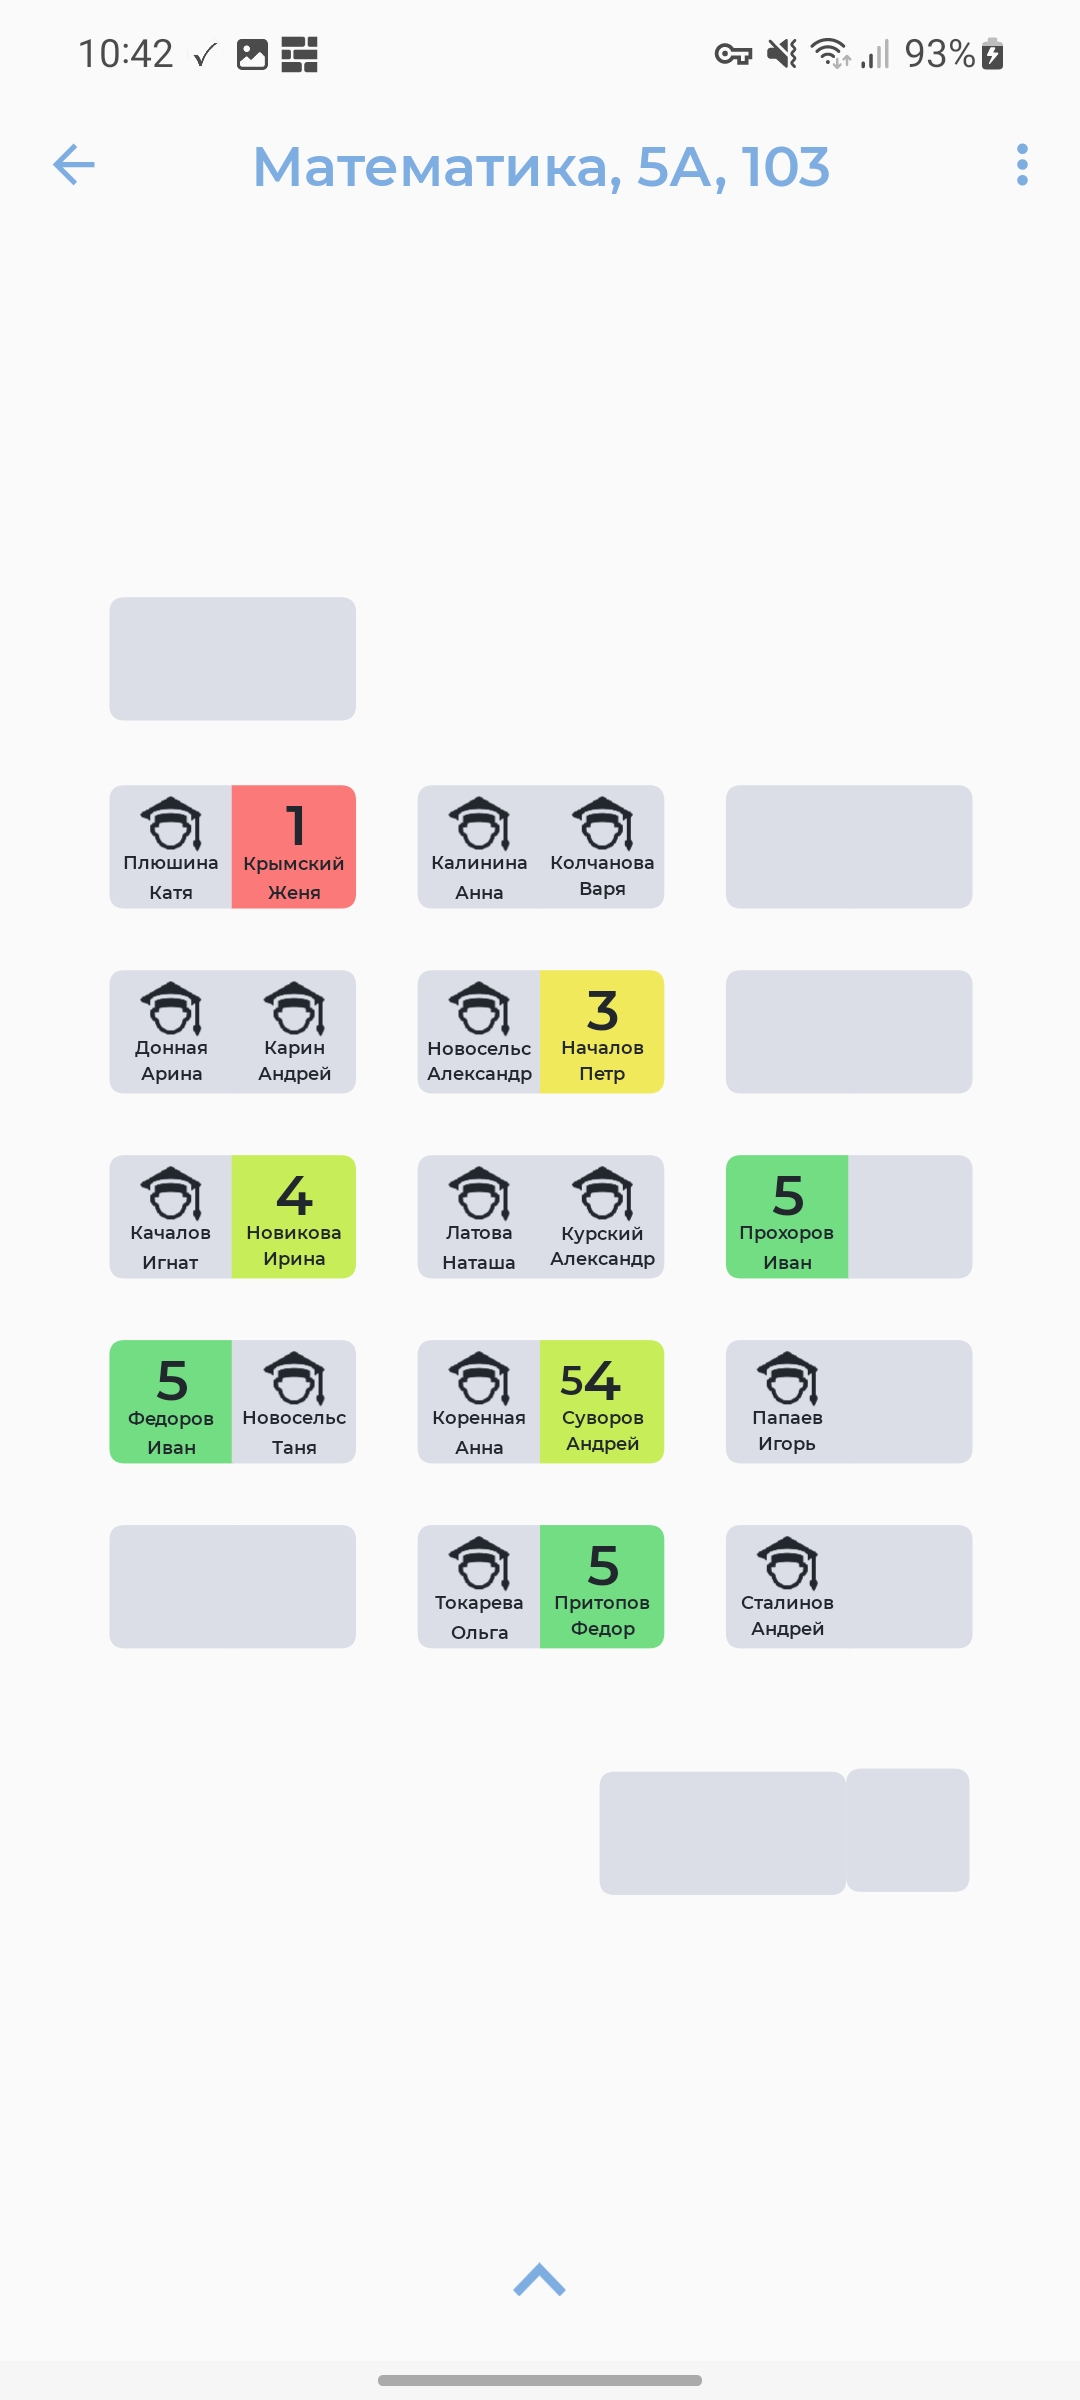 10:42
93%
Математика, 5А, 103
Плюшина
Катя
1
Крымский
Женя
Калинина
Анна
Колчанова
Варя
Донная
Арина
Карин
Андрей
Новосельс
Александр
3
Началов
Петр
Качалов
Игнат
4
Новикова
Ирина
Латова
Наташа
Курский
Александр
5
Прохоров
Иван
5
Федоров
Иван
Новосельс
Таня
Коренная
Анна
54
Суворов
Андрей
Папаев
Игорь
Токарева
Ольга
5
Притопов
Федор
Сталинов
Андрей